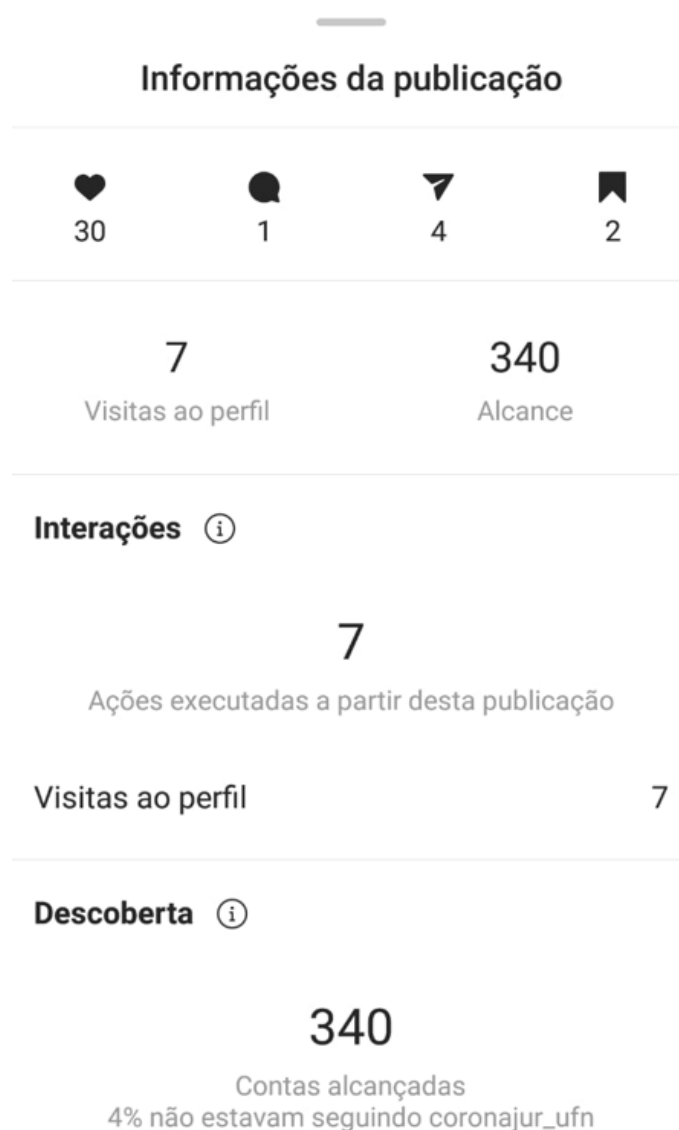 Informações da publicação
30 1 4 2
7 340
Visitas ao perfil Alcance
Interações
7
Ações executadas a partir desta publicação
Visitas ao perfil 7
Descoberta
340
Contas alcançadas
4% não estavam seguindo coronajur_ufn